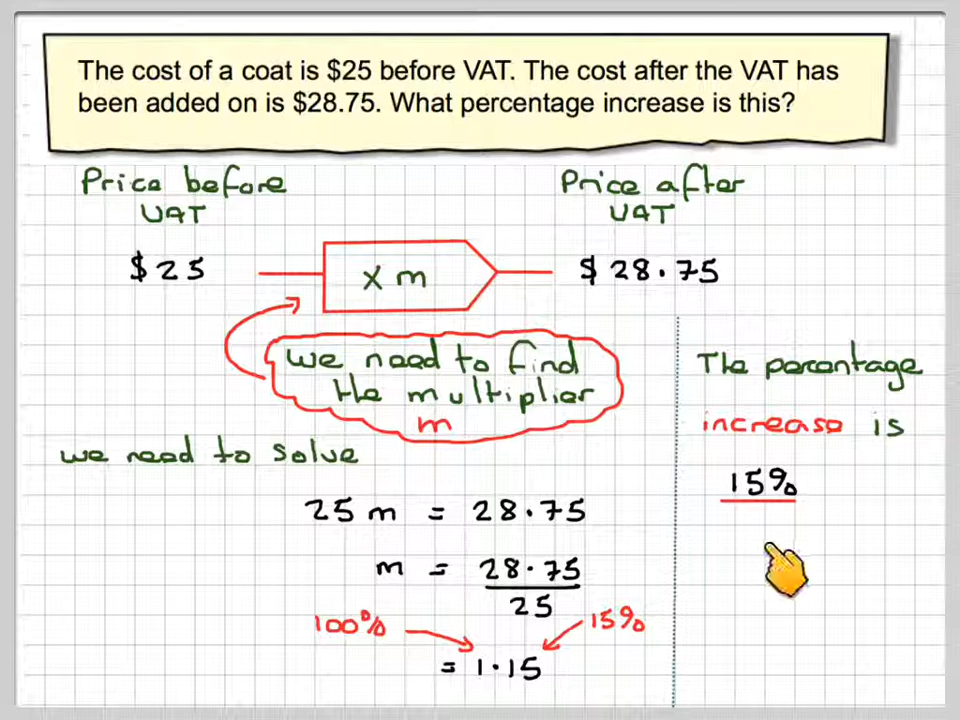 The cost of a coat is $25 before VAT. The cost after the VAT has
been added on is $28.75. What percentage increase is this?
Price before
VAT
Price after
VAT
$25
x m
$28.75
we need to find
the multiplier
m
we need to solve
25 m = 28.75
m = 28.75
25
100%
15%
= 1.15
The percentage
increase is
15%